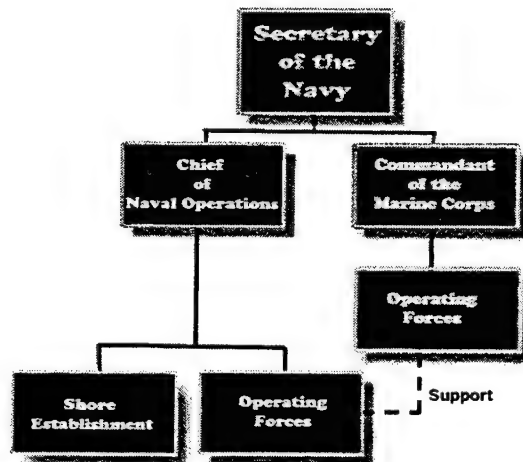 Secretary
of the
Navy
Chief
of
Naval Operations
Commandant
of the
Marine Corps
Operating
Forces
Shore
Establishment
Operating
Forces
Support